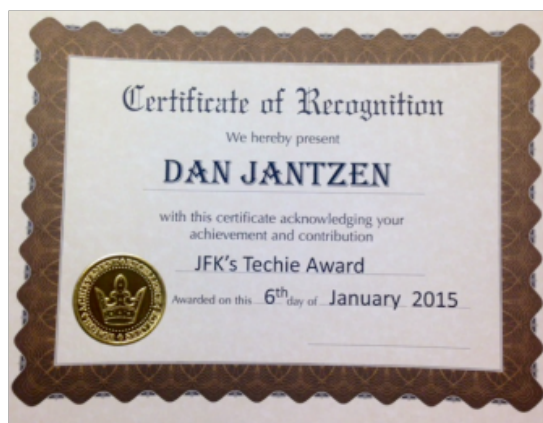 Certificate of Recognition
We hereby present
DAN JANTZEN
with this certificate acknowledging your
achievement and contribution
JFK's Techie Award
Awarded on this 6th day of January 2015